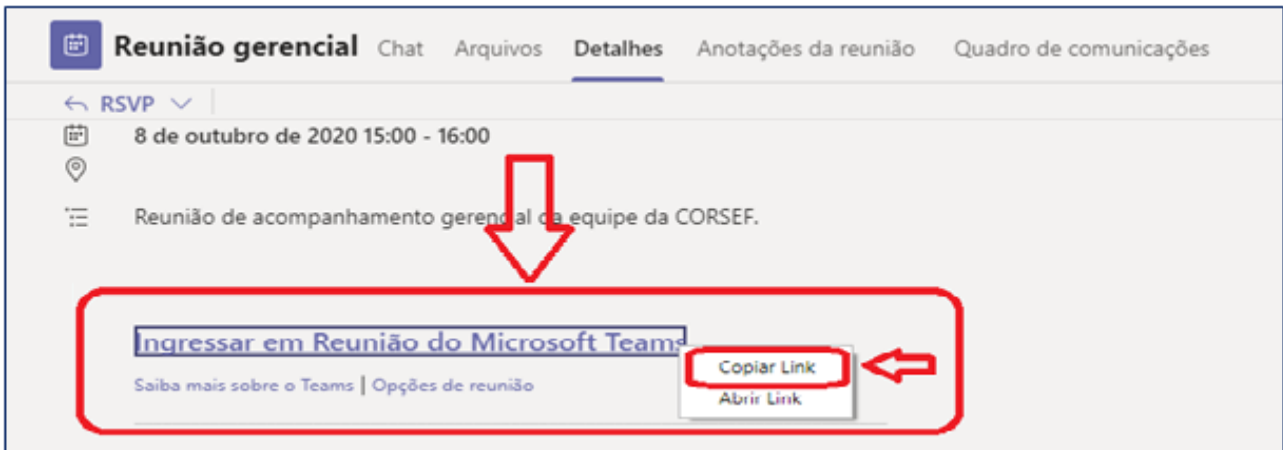 Reunião gerencial Chat Arquivos Detalhes Anotações da reunião Quadro de comunicações
RSVP
8 de outubro de 2020 15:00 - 16:00
Reunião de acompanhamento gerencial da equipe da CORSEF.
Ingressar em Reunião do Microsoft Teams
Copiar Link
Saiba mais sobre o Teams | Opções de reunião
Abrir Link